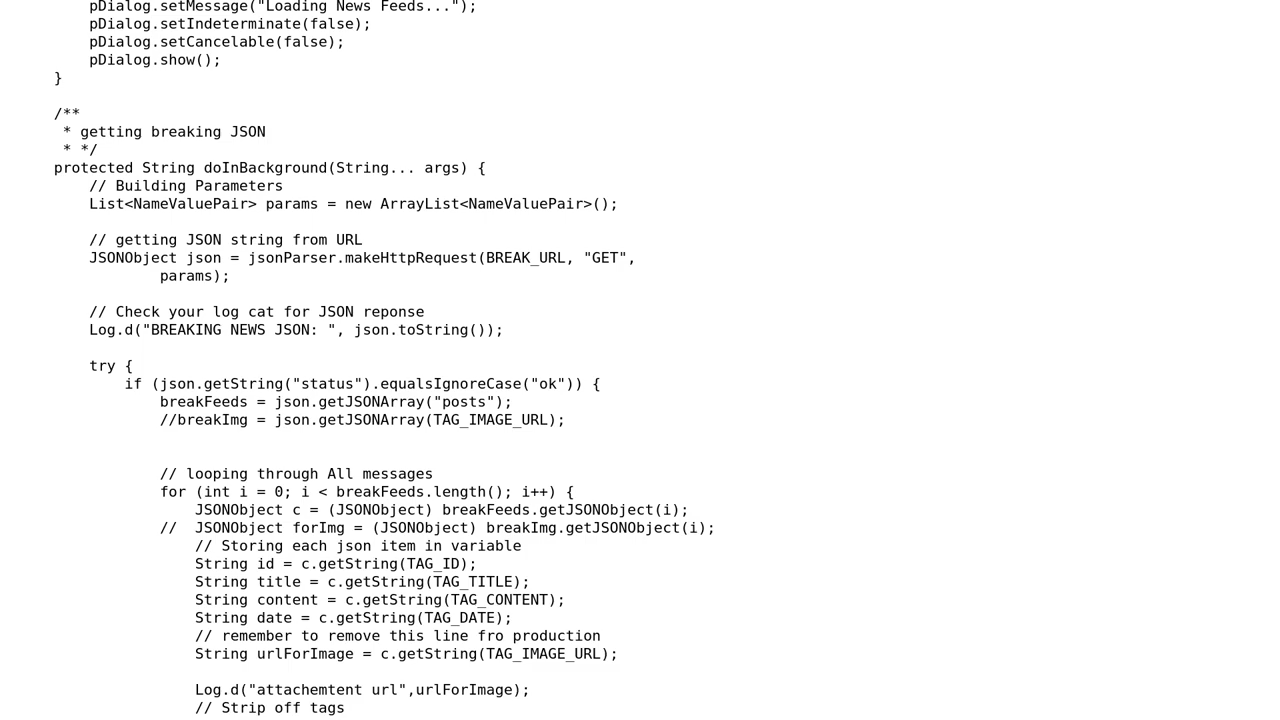 pDialog.setMessage("Loading News Feeds...");
pDialog.setIndeterminate(false);
pDialog.setCancelable(false);
pDialog.show();
}
/**
* getting breaking JSON
* */
protected String doInBackground(String... args) {
// Building Parameters
List<NameValuePair> params = new ArrayList<NameValuePair>();
// getting JSON string from URL
JSONObject json = jsonParser.makeHttpRequest(BREAK_URL, "GET",
params);
// Check your log cat for JSON reponse
Log.d("BREAKING NEWS JSON: ", json.toString());
try {
if (json.getString("status").equalsIgnoreCase("ok")) {
breakFeeds = json.getJSONArray("posts");
//breakImg = json.getJSONArray(TAG_IMAGE_URL);
// looping through All messages
for (int i = 0; i < breakFeeds.length(); i++) {
JSONObject c = (JSONObject) breakFeeds.getJSONObject(i);
//  JSONObject forImg = (JSONObject) breakImg.getJSONObject(i);
// Storing each json item in variable
String id = c.getString(TAG_ID);
String title = c.getString(TAG_TITLE);
String content = c.getString(TAG_CONTENT);
String date = c.getString(TAG_DATE);
// remember to remove this line fro production
String urlForImage = c.getString(TAG_IMAGE_URL);
Log.d("attachemtent url",urlForImage);
// Strip off tags